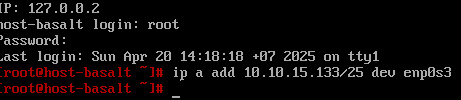 IP: 127.0.0.2
host-basalt login: root
Password:
Last login: Sun Apr 20 14:18:18 +07 2025 on tty1
[root@host-basalt ~]# ip a add 10.10.15.133/25 dev enp0s3
[root@host-basalt ~]#